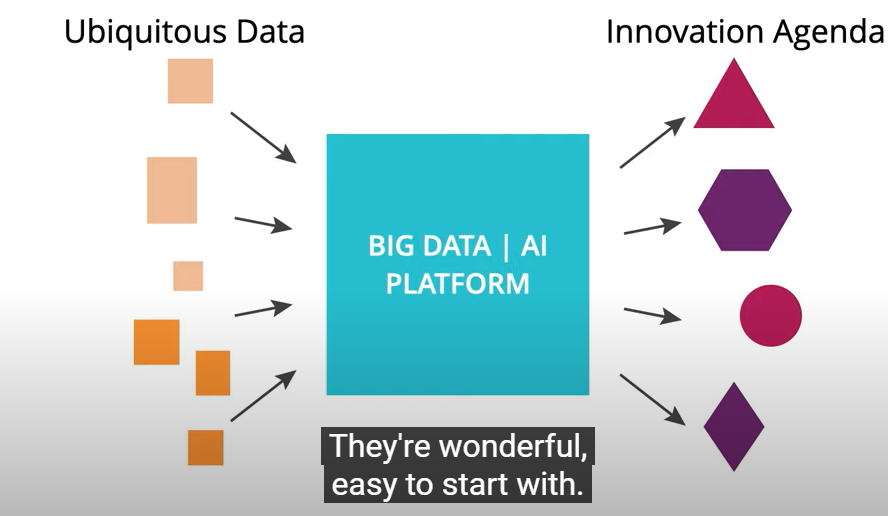 Ubiquitous Data
Innovation Agenda
BIG DATA | AI
PLATFORM
They're wonderful,
easy to start with.